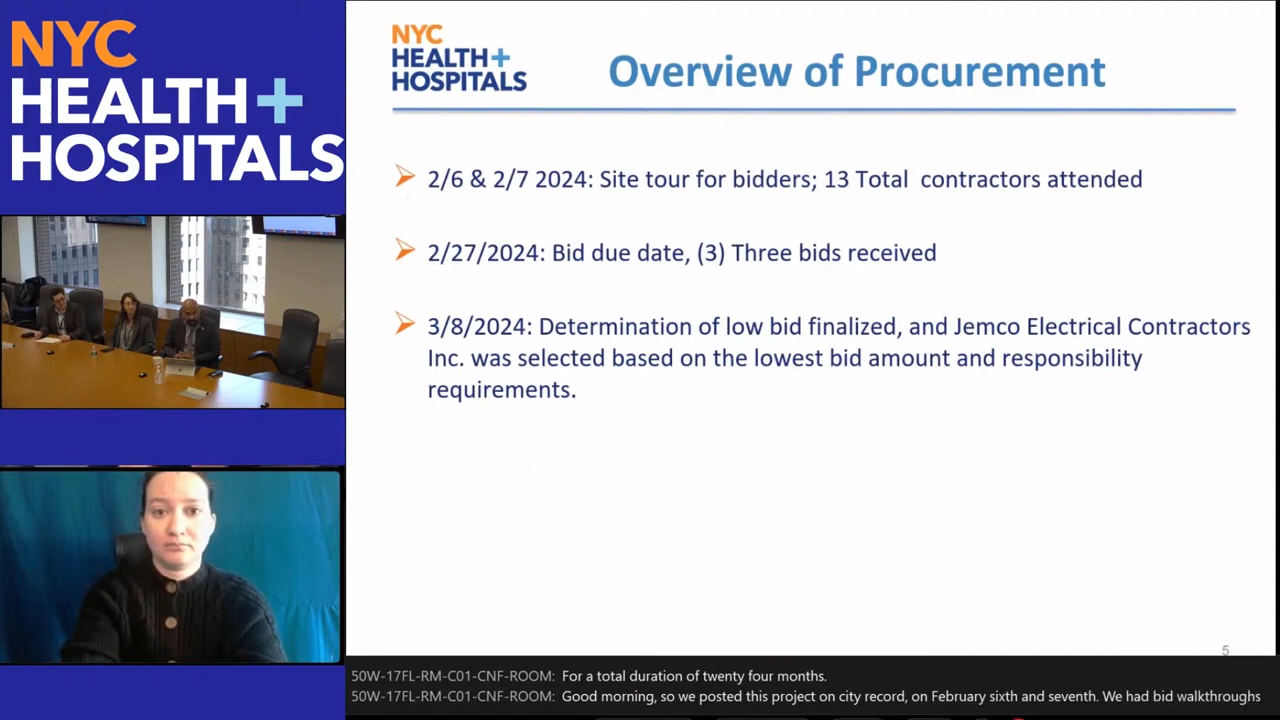 NYC
HEALTH+
HOSPITALS
NYC
HEALTH+
HOSPITALS
Overview of Procurement
2/6 & 2/7 2024: Site tour for bidders; 13 Total contractors attended
2/27/2024: Bid due date, (3) Three bids received
3/8/2024: Determination of low bid finalized, and Jemco Electrical Contractors
Inc. was selected based on the lowest bid amount and responsibility
requirements.
5
50W-17FL-RM-C01-CNF-ROOM: For a total duration of twenty four months.
50W-17FL-RM-C01-CNF-ROOM: Good morning, so we posted this project on city record, on February sixth and seventh. We had bid walkthroughs